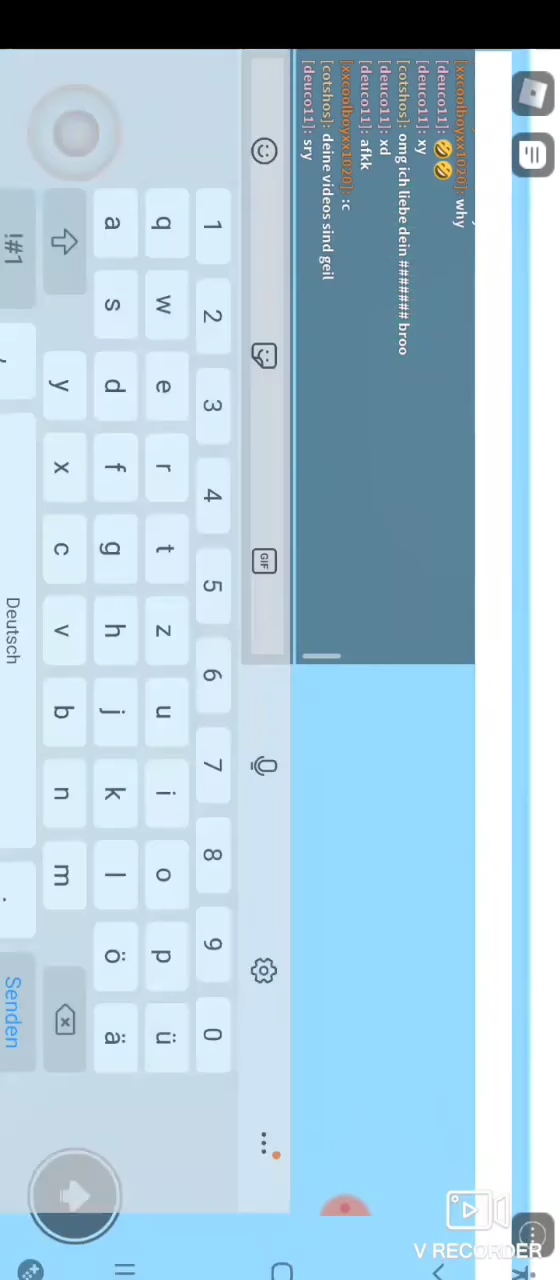 [xxcoolboyxx1020]: why
[deuco11]: 🤣🤣
[deuco11]: xy
[cotshos]: omg ich liebe dein ####### broo
[deuco11]: xd
[deuco11]: afkk
[xxcoolboyxx1020]: :c
[cotshos]: deine videos sind geil
[deuco11]: sry
GIF
1 2 3 4 5 6 7 8 9 0
q w e r t z u i o p ü
a s d f g h j k l ö ä
y x c v b n m
!#1 , Deutsch . Senden
V RECORDER